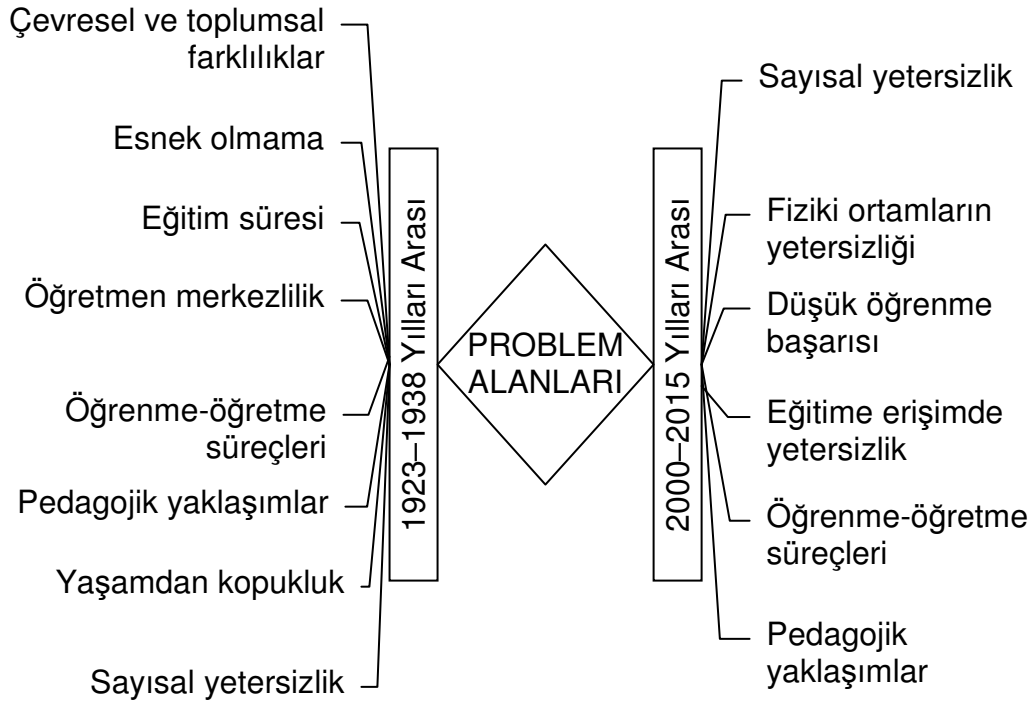 Çevresel ve toplumsal
farklılıklar
Esnek olmama
Eğitim süresi
Öğretmen merkezlilik
Öğrenme-öğretme
süreçleri
Pedagojik yaklaşımlar
Yaşamdan kopukluk
Sayısal yetersizlik
1923–1938 Yılları Arası
PROBLEM
ALANLARI
2000–2015 Yılları Arası
Sayısal yetersizlik
Fiziki ortamların
yetersizliği
Düşük öğrenme
başarısı
Eğitime erişimde
yetersizlik
Öğrenme-öğretme
süreçleri
Pedagojik
yaklaşımlar